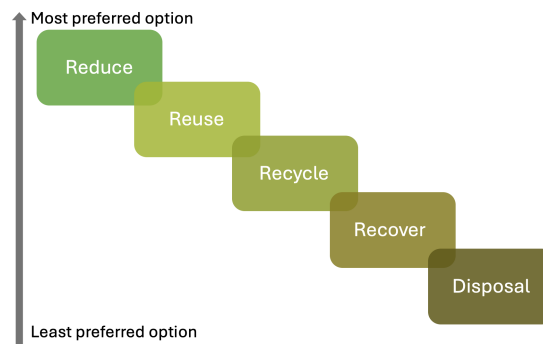 Most preferred option
Reduce
Reuse
Recycle
Recover
Disposal
Least preferred option